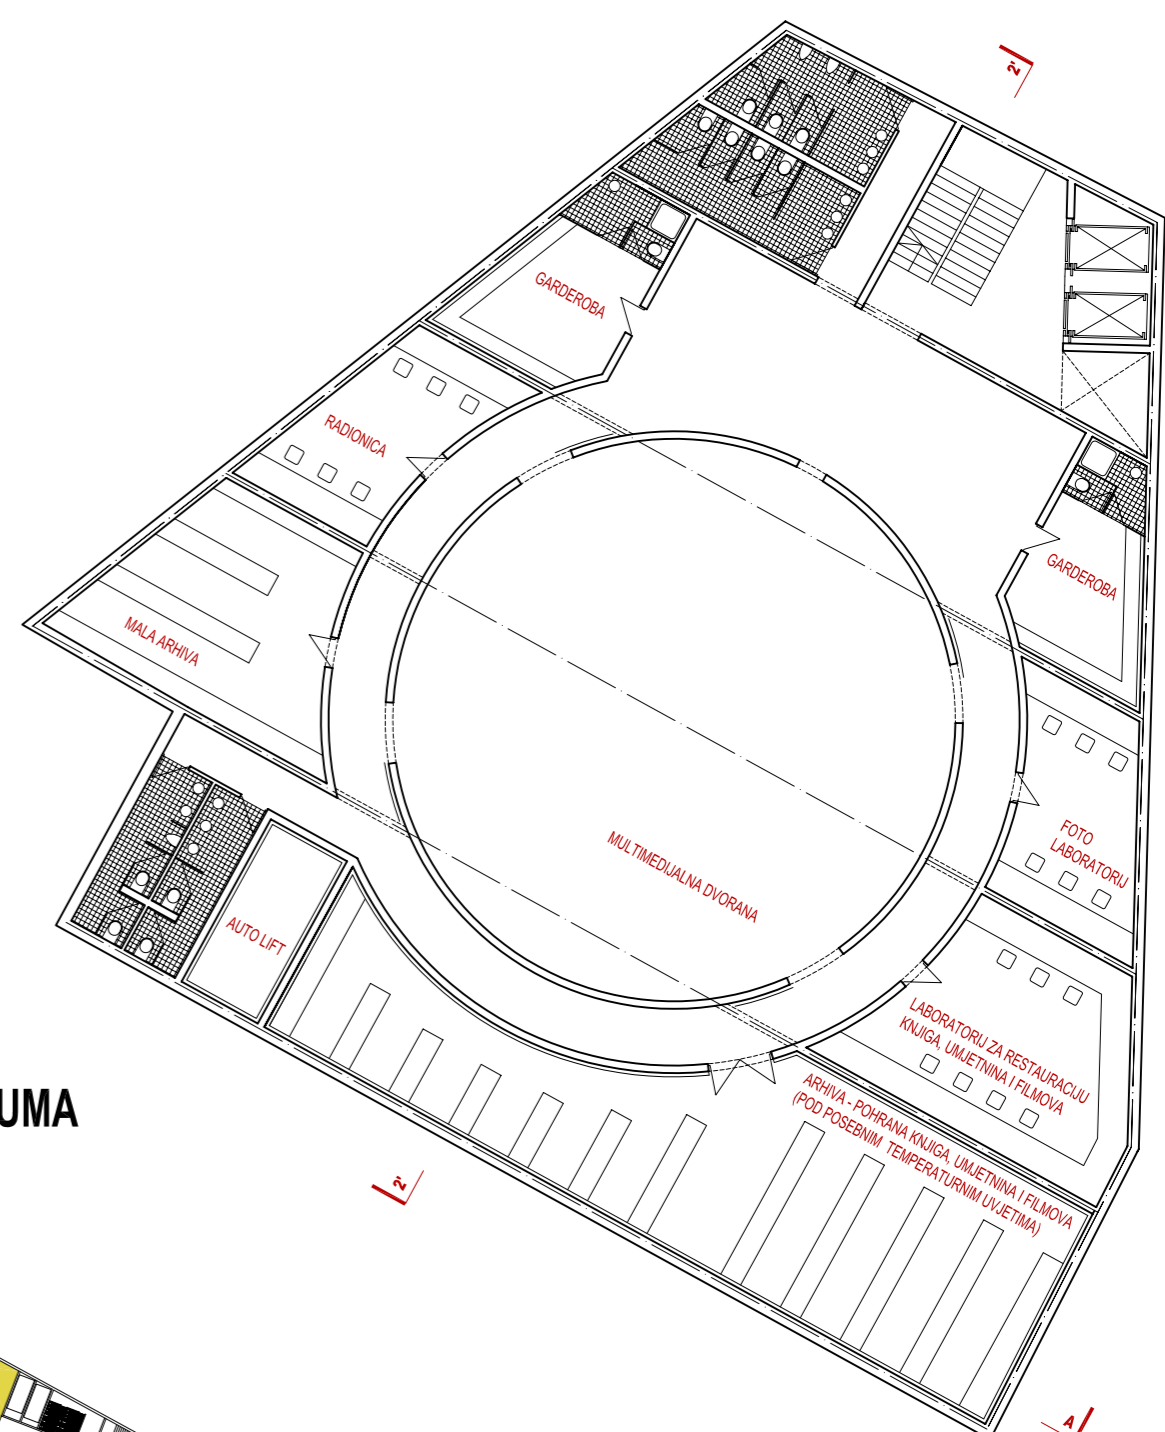 2'
GARDEROBA
RADIONICA
GARDEROBA
MALA ARHIVA
MULTIMEDIJALNA DVORANA
FOTO
LABORATORIJ
AUTO LIFT
LABORATORIJ ZA RESTAURACIJU
KNJIGA, UMJETNINA I FILMOVA
ARHIVA - POHRANA KNJIGA, UMJETNINA I FILMOVA
(POD POSEBNIM TEMPERATURNIM UVJETIMA)
UMA
2'
A